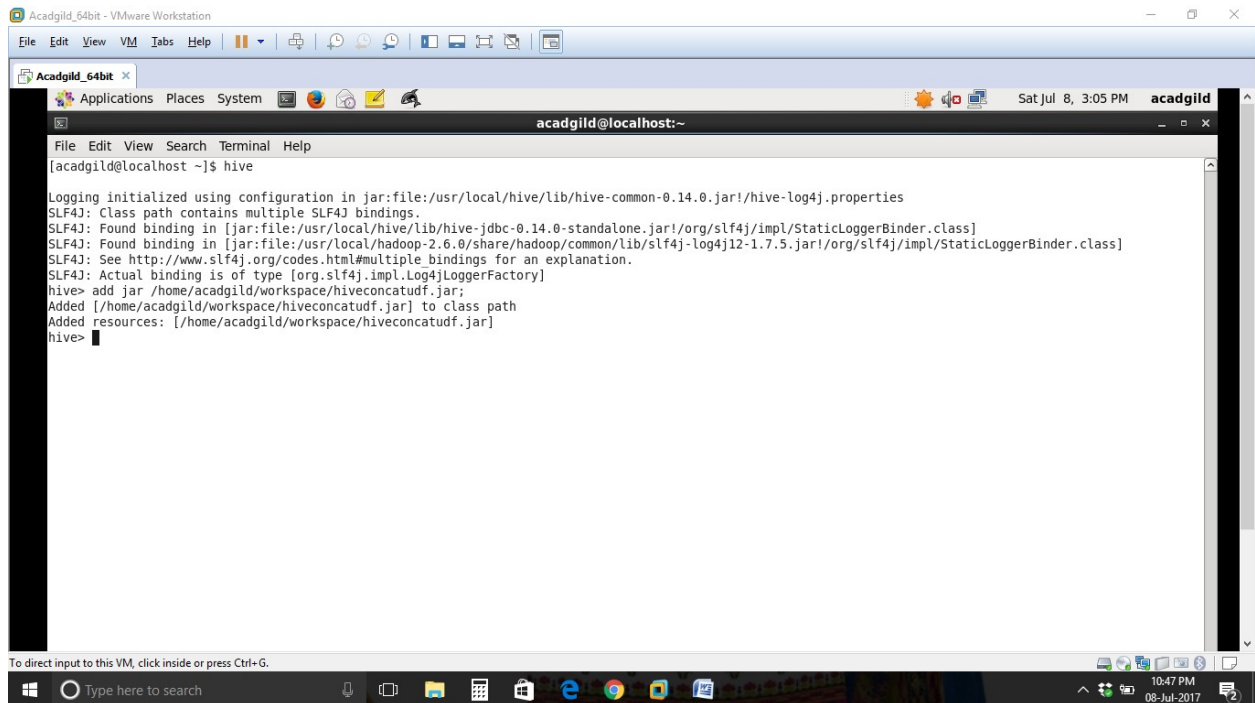 Acadgild_64bit - VMware Workstation
File Edit View VM Tabs Help
Acadgild_64bit
Applications Places System Sat Jul 8, 3:05 PM acadgild
acadgild@localhost:~
File Edit View Search Terminal Help
[acadgild@localhost ~]$ hive
Logging initialized using configuration in jar:file:/usr/local/hive/lib/hive-common-0.14.0.jar!/hive-log4j.properties
SLF4J: Class path contains multiple SLF4J bindings.
SLF4J: Found binding in [jar:file:/usr/local/hive/lib/hive-jdbc-0.14.0-standalone.jar!/org/slf4j/impl/StaticLoggerBinder.class]
SLF4J: Found binding in [jar:file:/usr/local/hadoop-2.6.0/share/hadoop/common/lib/slf4j-log4j12-1.7.5.jar!/org/slf4j/impl/StaticLoggerBinder.class]
SLF4J: See http://www.slf4j.org/codes.html#multiple_bindings for an explanation.
SLF4J: Actual binding is of type [org.slf4j.impl.Log4jLoggerFactory]
hive> add jar /home/acadgild/workspace/hiveconcatudf.jar;
Added [/home/acadgild/workspace/hiveconcatudf.jar] to class path
Added resources: [/home/acadgild/workspace/hiveconcatudf.jar]
hive>
To direct input to this VM, click inside or press Ctrl+G.
Type here to search
10:47 PM
08-Jul-2017
2